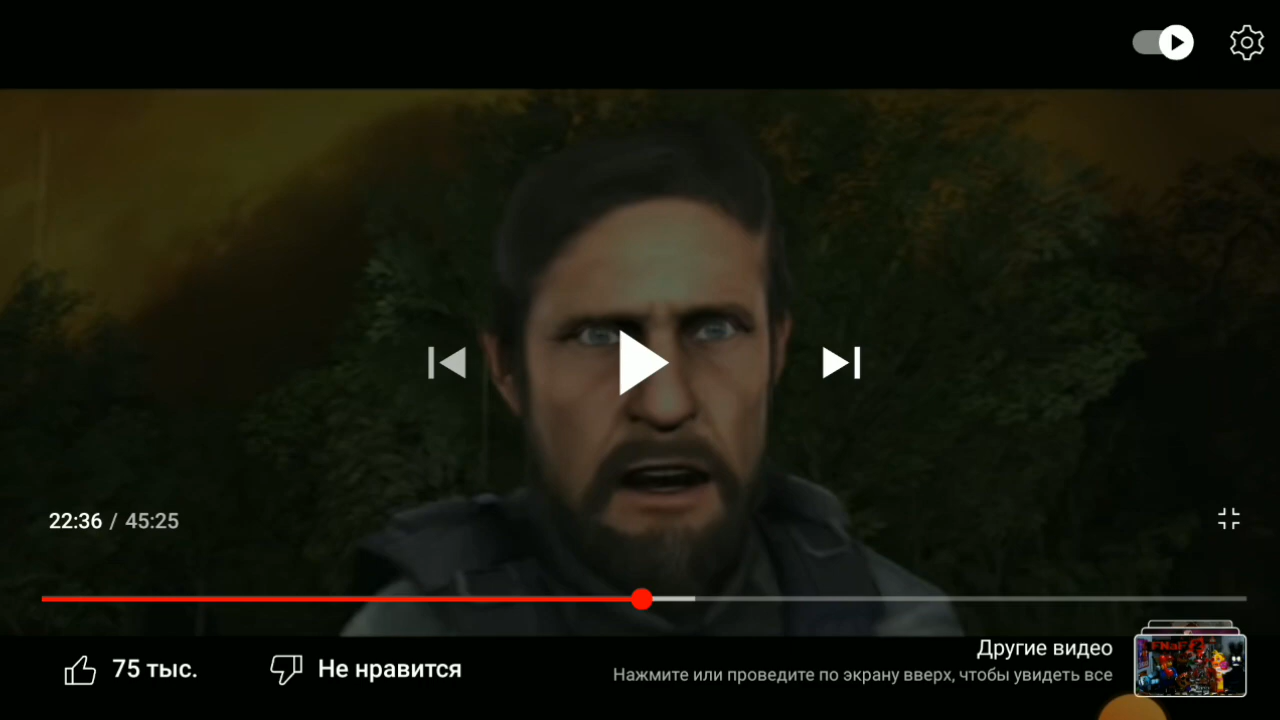 22:36 / 45:25
Другие видео
75 тыс.
Не нравится
Нажмите или проведите по экрану вверх, чтобы увидеть все
FNaF